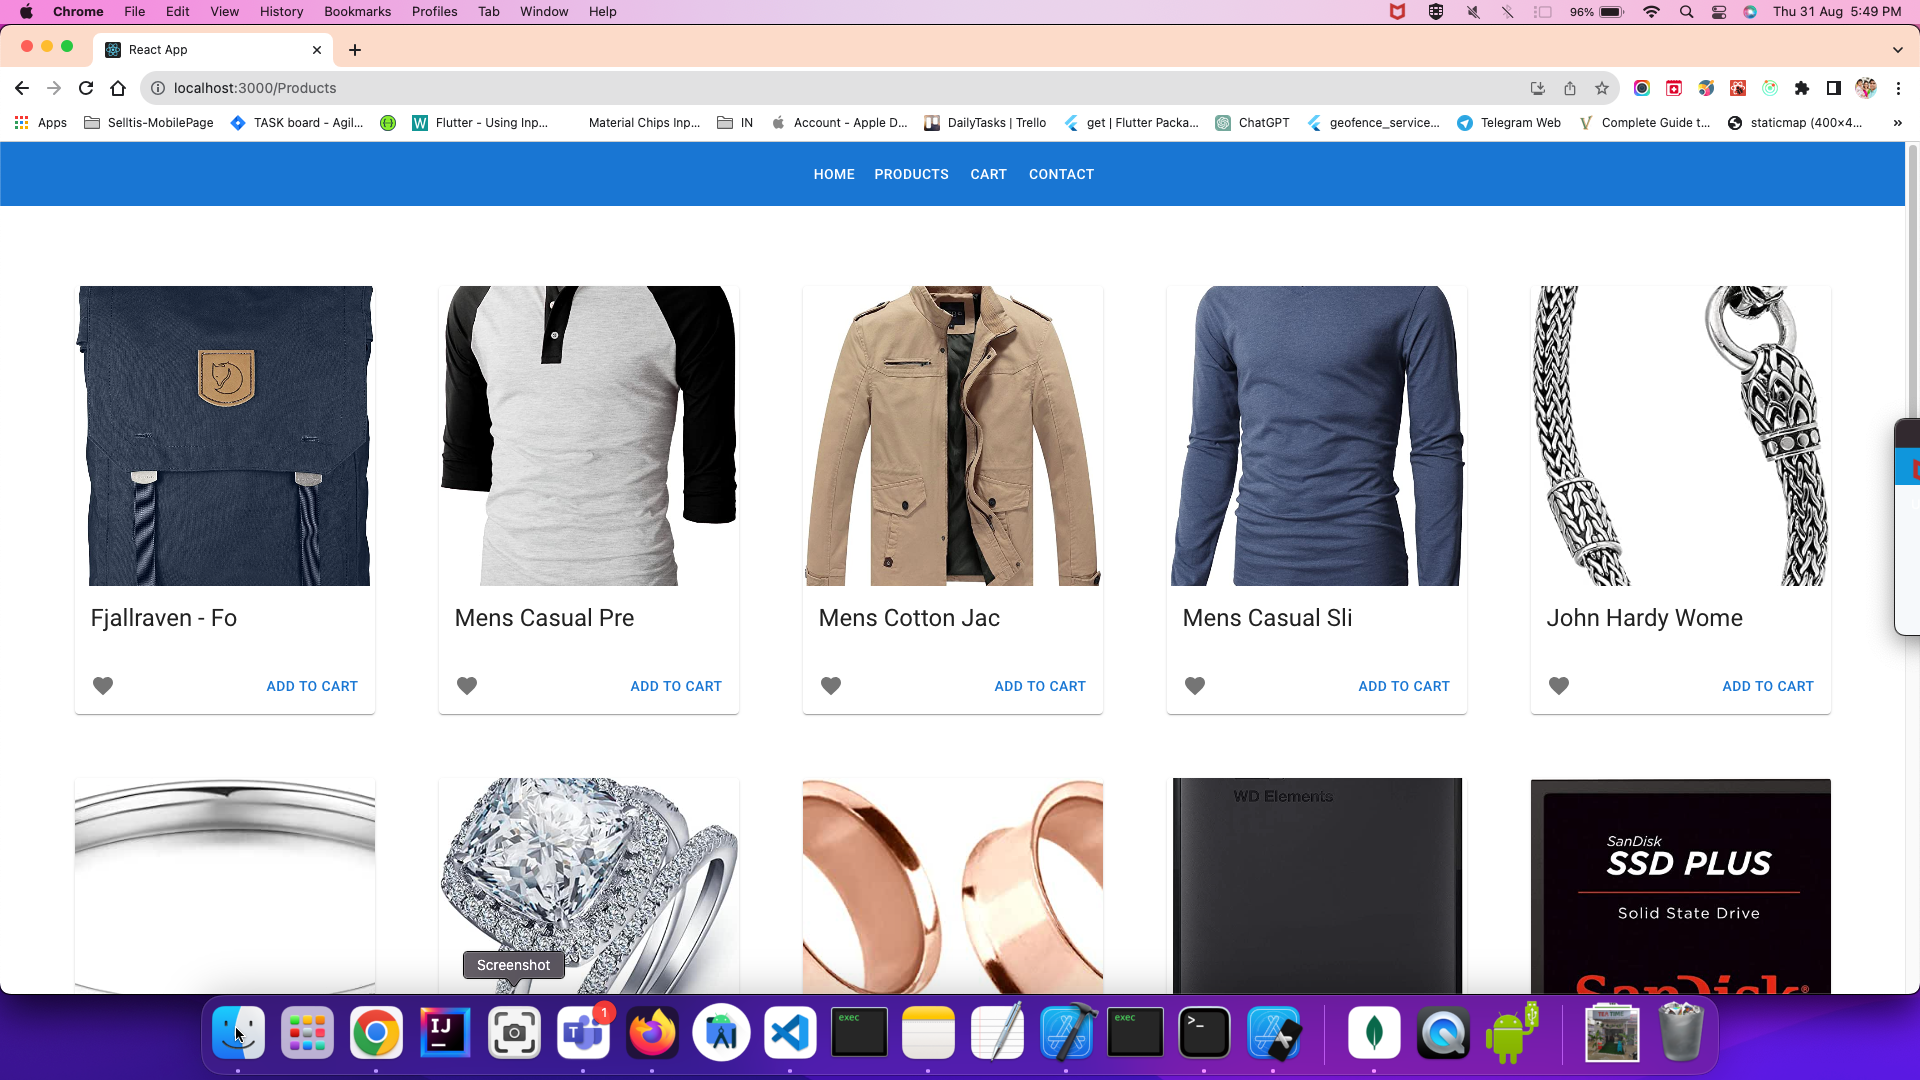 Chrome File Edit View History Bookmarks Profiles Tab Window Help 96% Thu 31 Aug 5:49 PM
React App
localhost:3000/Products
Apps Selltis-MobilePage TASK board - Agil... Flutter - Using Inp... Material Chips Inp... IN Account - Apple D... DailyTasks | Trello get | Flutter Packa... ChatGPT geofence_service... Telegram Web Complete Guide t... staticmap (400×4... »
HOME PRODUCTS CART CONTACT
Fjallraven - Fo
Mens Casual Pre
Mens Cotton Jac
Mens Casual Sli
John Hardy Wome
ADD TO CART
ADD TO CART
ADD TO CART
ADD TO CART
ADD TO CART
WD Elements
SanDisk
SSD PLUS
Solid State Drive
SanDisk®
Screenshot
IJ
1
exec
exec
>_